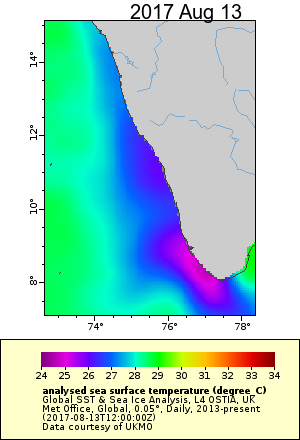 2017 Aug 13
14°
12°
10°
8°
74° 76° 78°
24 25 26 27 28 29 30 31 32 33 34
analysed sea surface temperature (degree_C)
Global SST & Sea Ice Analysis, L4 OSTIA, UK
Met Office, Global, 0.05°, Daily, 2013-present
(2017-08-13T12:00:00Z)
Data courtesy of UKMO